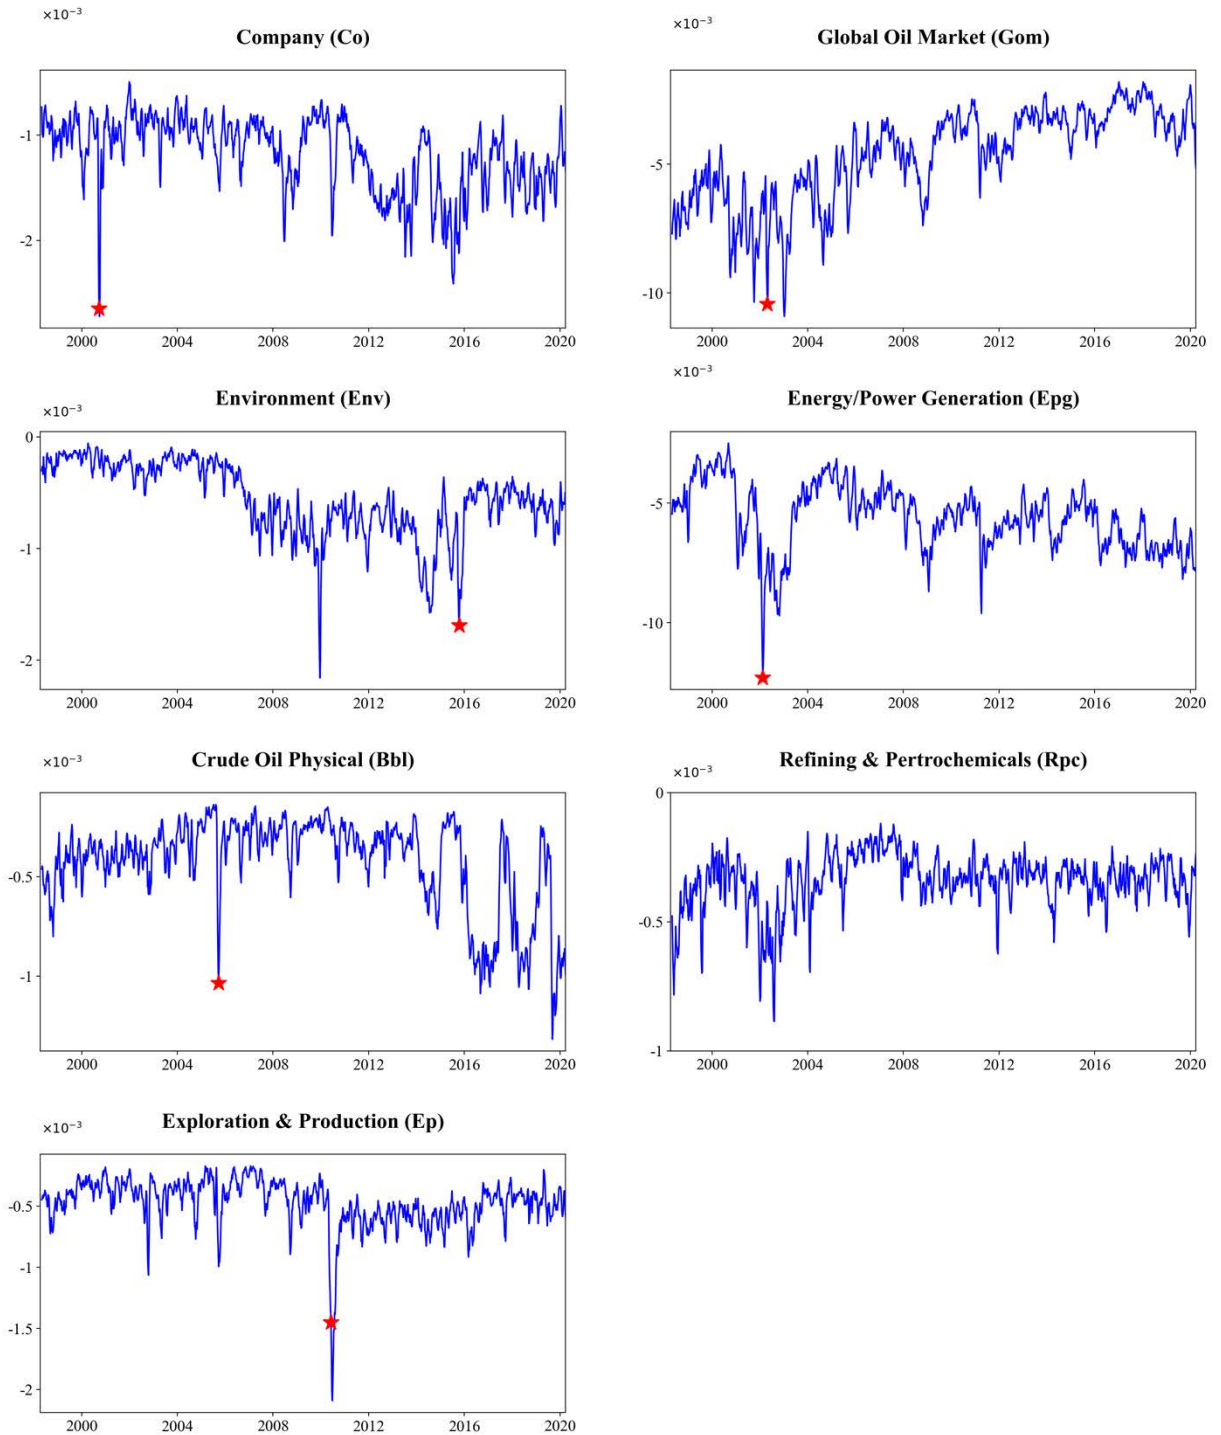 ×10⁻³
Company (Co)
-1
-2
2000 2004 2008 2012 2016 2020
×10⁻³
Global Oil Market (Gom)
-5
-10
2000 2004 2008 2012 2016 2020
×10⁻³
Environment (Env)
0
-1
-2
2000 2004 2008 2012 2016 2020
×10⁻³
Energy/Power Generation (Epg)
-5
-10
2000 2004 2008 2012 2016 2020
×10⁻³
Crude Oil Physical (Bbl)
-0.5
-1
2000 2004 2008 2012 2016 2020
×10⁻³
Refining & Pertrochemicals (Rpc)
0
-0.5
-1
2000 2004 2008 2012 2016 2020
×10⁻³
Exploration & Production (Ep)
-0.5
-1
-1.5
-2
2000 2004 2008 2012 2016 2020